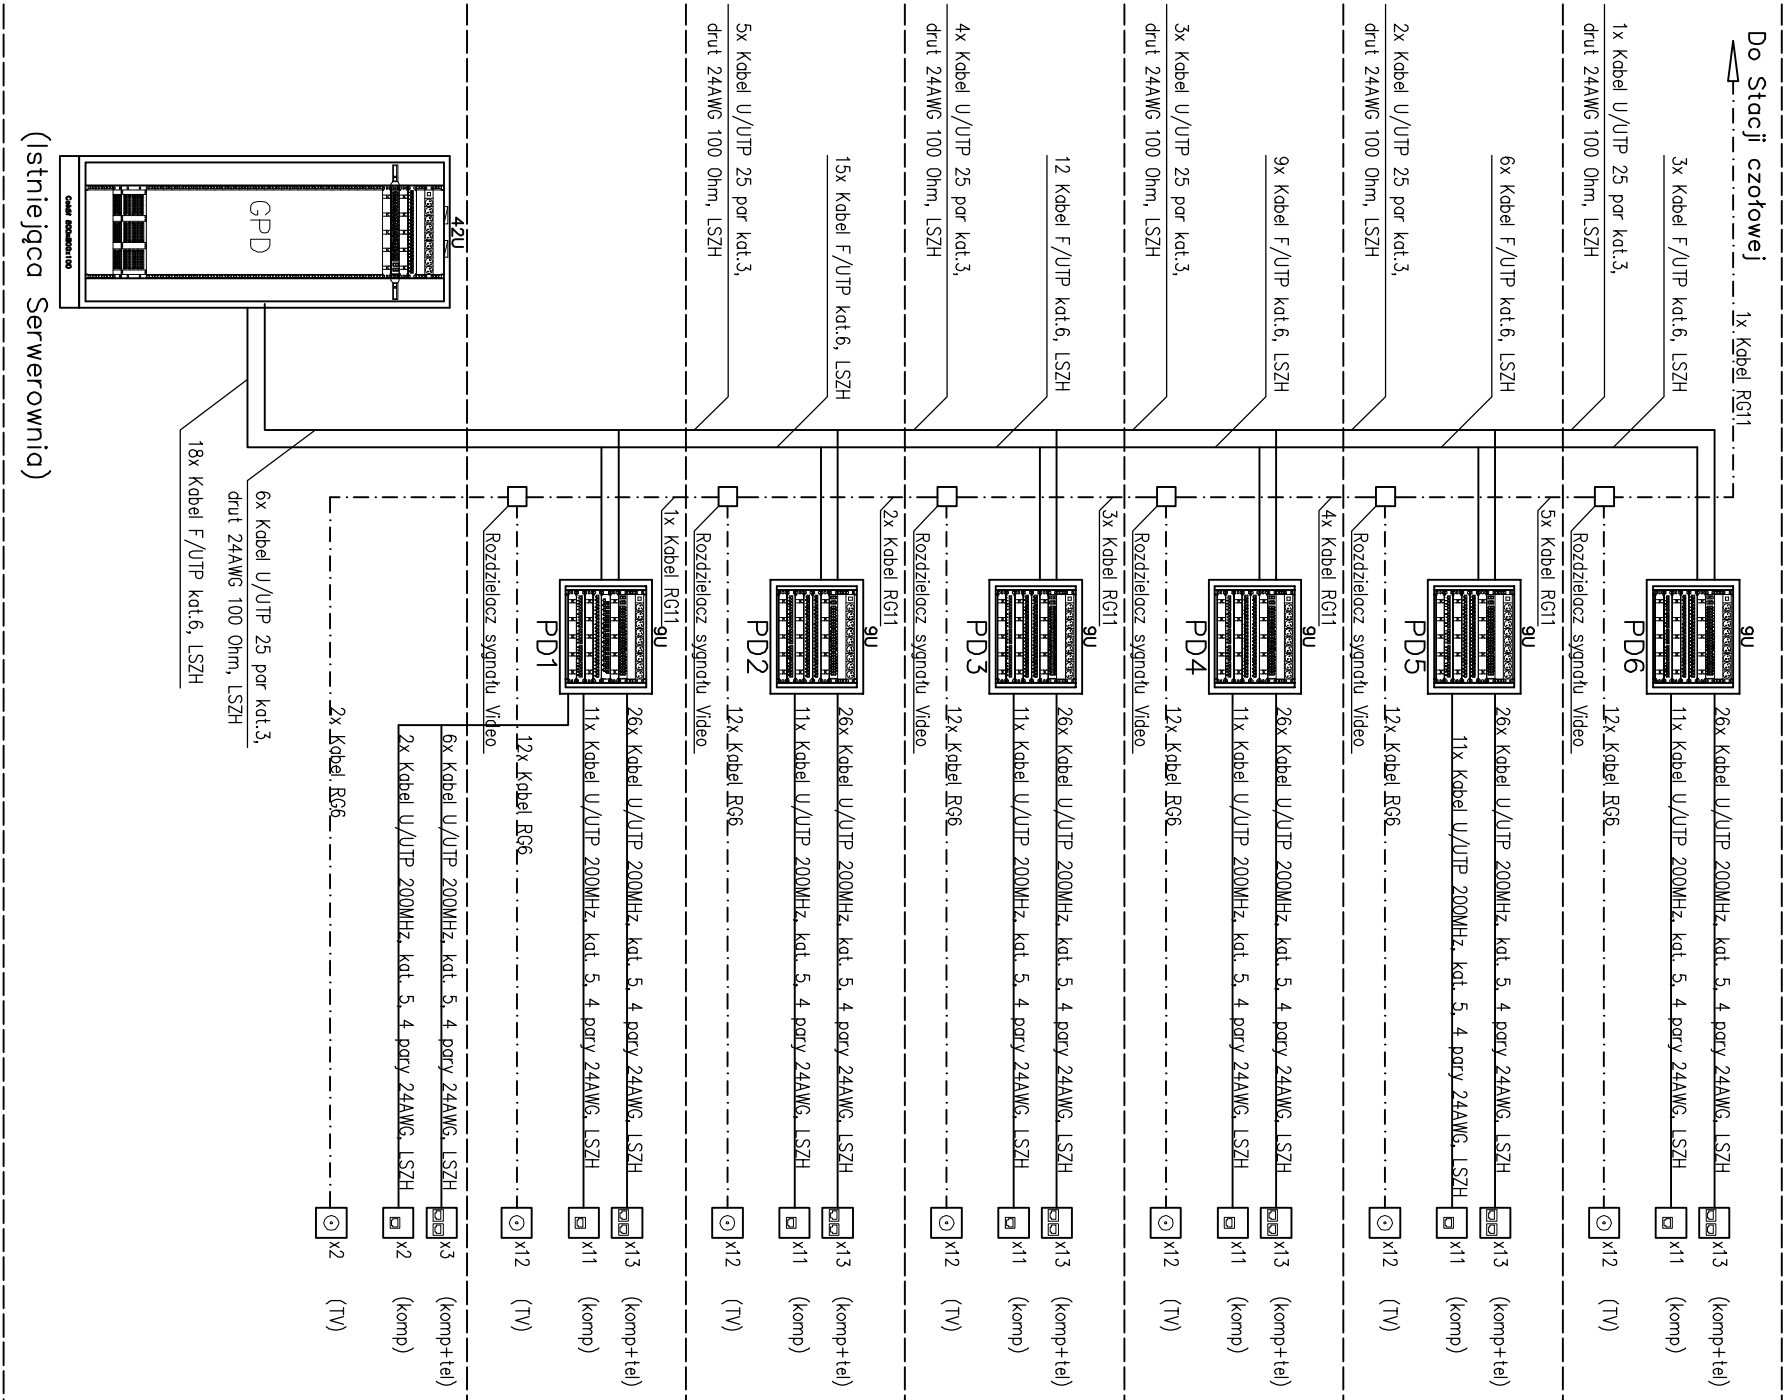 Do Stacji czołowej
1x Kabel RG11
3x Kabel F/UTP kat.6, LSZH
1x Kabel U/UTP 25 par kat.3,
drut 24AWG 100 Ohm, LSZH
9U
PD6
26x Kabel U/UTP 200MHz, kat. 5, 4 pary 24AWG, LSZH
x13 (komp+tel)
11x Kabel U/UTP 200MHz, kat. 5, 4 pary 24AWG, LSZH
x11 (komp)
Rozdzielacz sygnału Video
12x Kabel RG6
x12 (TV)
5x Kabel RG11
6x Kabel F/UTP kat.6, LSZH
2x Kabel U/UTP 25 par kat.3,
drut 24AWG 100 Ohm, LSZH
9U
PD5
26x Kabel U/UTP 200MHz, kat. 5, 4 pary 24AWG, LSZH
x13 (komp+tel)
11x Kabel U/UTP 200MHz, kat. 5, 4 pary 24AWG, LSZH
x11 (komp)
Rozdzielacz sygnału Video
12x Kabel RG6
x12 (TV)
4x Kabel RG11
9x Kabel F/UTP kat.6, LSZH
3x Kabel U/UTP 25 par kat.3,
drut 24AWG 100 Ohm, LSZH
9U
PD4
26x Kabel U/UTP 200MHz, kat. 5, 4 pary 24AWG, LSZH
x13 (komp+tel)
11x Kabel U/UTP 200MHz, kat. 5, 4 pary 24AWG, LSZH
x11 (komp)
Rozdzielacz sygnału Video
12x Kabel RG6
x12 (TV)
3x Kabel RG11
12 Kabel F/UTP kat.6, LSZH
4x Kabel U/UTP 25 par kat.3,
drut 24AWG 100 Ohm, LSZH
9U
PD3
26x Kabel U/UTP 200MHz, kat. 5, 4 pary 24AWG, LSZH
x13 (komp+tel)
11x Kabel U/UTP 200MHz, kat. 5, 4 pary 24AWG, LSZH
x11 (komp)
Rozdzielacz sygnału Video
12x Kabel RG6
x12 (TV)
2x Kabel RG11
15x Kabel F/UTP kat.6, LSZH
5x Kabel U/UTP 25 par kat.3,
drut 24AWG 100 Ohm, LSZH
9U
PD2
26x Kabel U/UTP 200MHz, kat. 5, 4 pary 24AWG, LSZH
x13 (komp+tel)
11x Kabel U/UTP 200MHz, kat. 5, 4 pary 24AWG, LSZH
x11 (komp)
Rozdzielacz sygnału Video
12x Kabel RG6
x12 (TV)
1x Kabel RG11
9U
PD1
26x Kabel U/UTP 200MHz, kat. 5, 4 pary 24AWG, LSZH
x13 (komp+tel)
11x Kabel U/UTP 200MHz, kat. 5, 4 pary 24AWG, LSZH
x11 (komp)
Rozdzielacz sygnału Video
12x Kabel RG6
x12 (TV)
42U
GPD
6x Kabel U/UTP 200MHz, kat. 5, 4 pary 24AWG, LSZH
x3 (komp+tel)
2x Kabel U/UTP 200MHz, kat. 5, 4 pary 24AWG, LSZH
x2 (komp)
2x Kabel RG6
x2 (TV)
6x Kabel U/UTP 25 par kat.3,
drut 24AWG 100 Ohm, LSZH
18x Kabel F/UTP kat.6, LSZH
(Istniejąca Serwerownia)